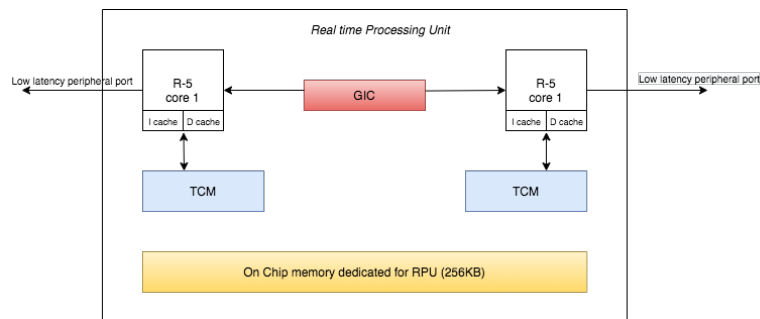 Real time Processing Unit
Low latency peripheral port
R-5
core 1
I cache
D cache
GIC
R-5
core 1
I cache
D cache
Low latency peripheral port
TCM
TCM
On Chip memory dedicated for RPU (256KB)